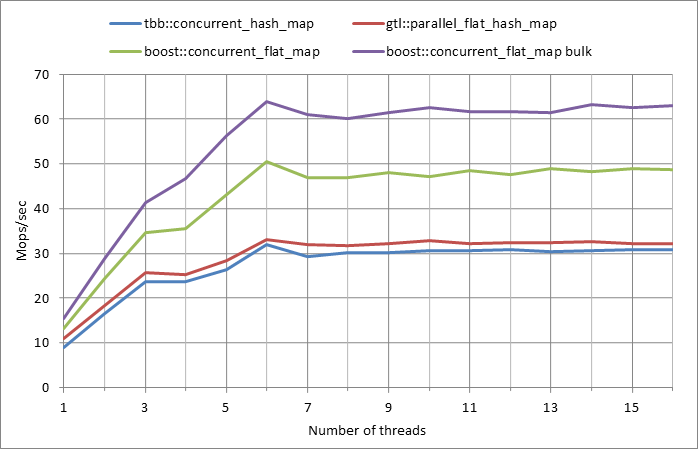 tbb::concurrent_hash_map gtl::parallel_flat_hash_map
boost::concurrent_flat_map boost::concurrent_flat_map bulk
70
60
50
40
30
20
10
0
Mops/sec
1 3 5 7 9 11 13 15
Number of threads